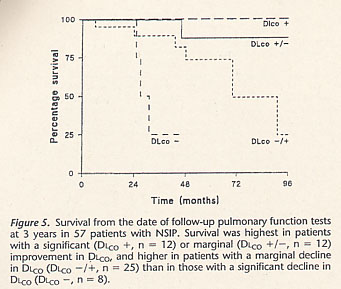 100
75
50
25
0
Percentage survival
DLco +
DLco +/-
DLco -
DLco -/+
0 24 48 72 96
Time (months)
Figure 5. Survival from the date of follow-up pulmonary function tests
at 3 years in 57 patients with NSIP. Survival was highest in patients
with a significant (DLCO +, n = 12) or marginal (DLCO +/−, n = 12)
improvement in DLCO, and higher in patients with a marginal decline
in DLCO (DLCO −/+, n = 25) than in those with a significant decline in
DLCO (DLCO −, n = 8).